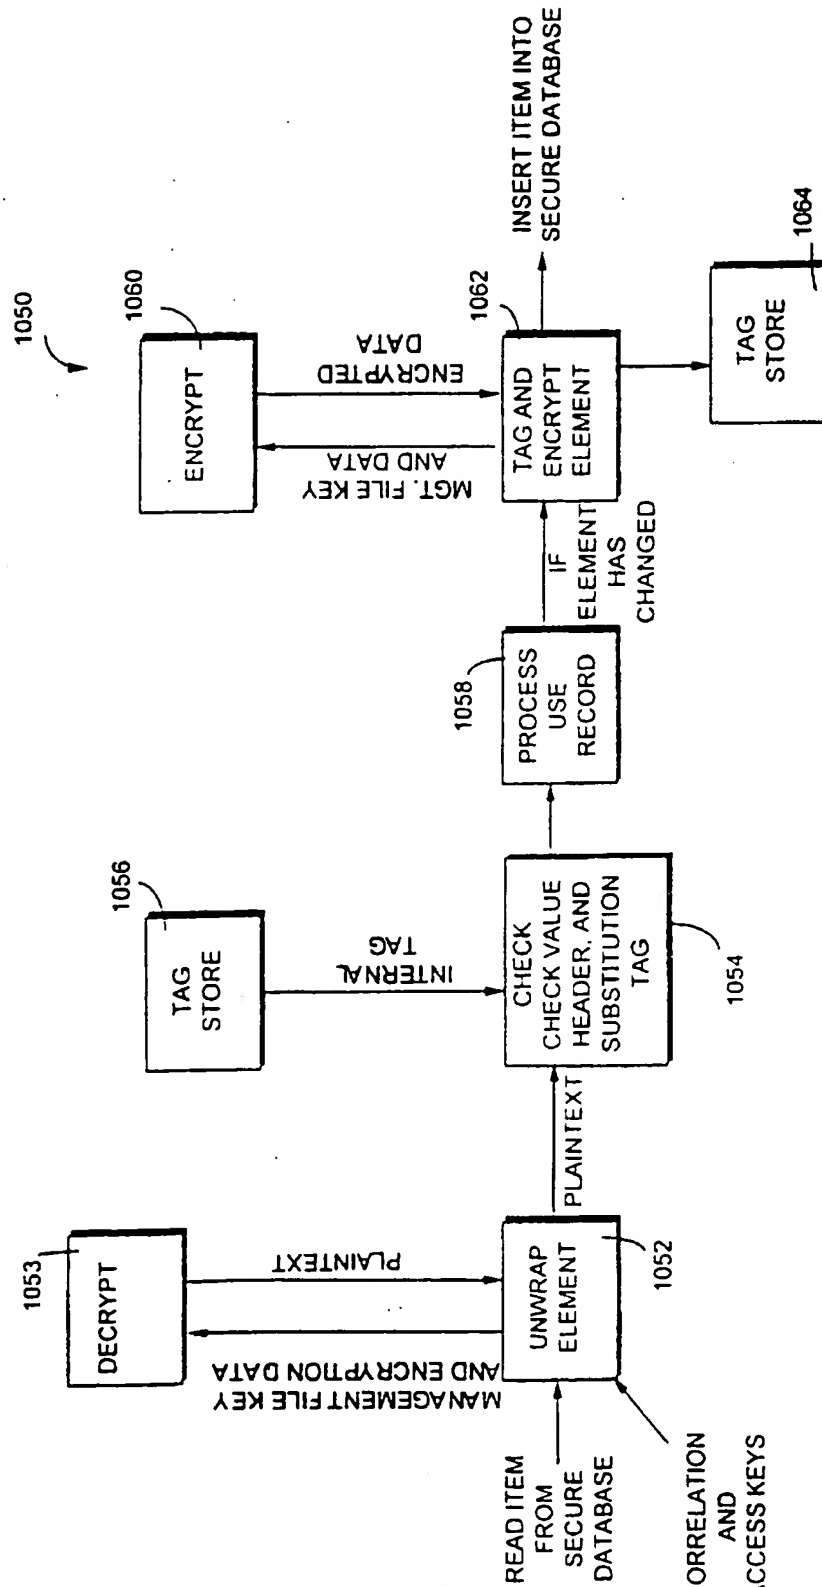 1050
1053
DECRYPT
MANAGEMENT FILE KEY
AND ENCRYPTION DATA
PLAINTEXT
READ ITEM
FROM
SECURE
DATABASE
ORRELATION
AND
CCESS KEYS
UNWRAP
ELEMENT
1052
PLAINTEXT
1056
TAG
STORE
INTERNAL
TAG
CHECK
CHECK VALUE
HEADER, AND
SUBSTITUTION
TAG
1054
1058
PROCESS
USE
RECORD
IF
ELEMENT
HAS
CHANGED
1060
ENCRYPT
MGT. FILE KEY
AND DATA
ENCRYPTED
DATA
1062
TAG AND
ENCRYPT
ELEMENT
INSERT ITEM INTO
SECURE DATABASE
TAG
STORE
1064